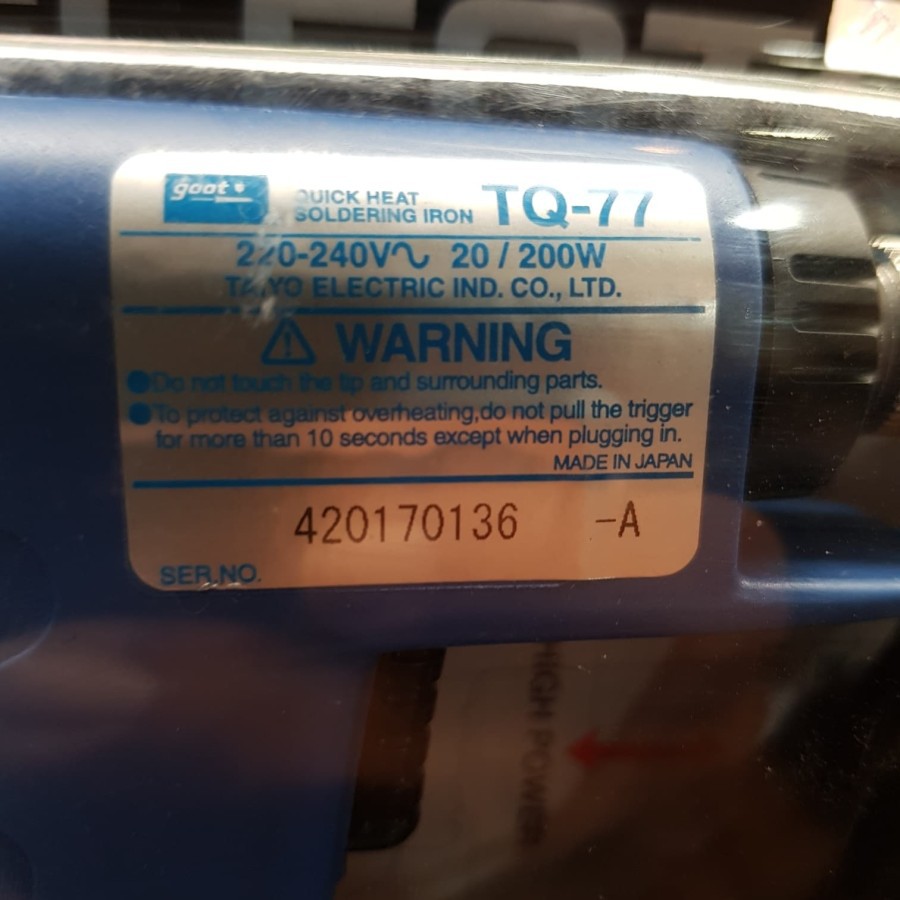 goot
QUICK HEAT
SOLDERING IRON
TQ-77
220-240V~ 20 / 200W
TAIYO ELECTRIC IND. CO., LTD.
⚠ WARNING
●Do not touch the tip and surrounding parts.
●To protect against overheating,do not pull the trigger
for more than 10 seconds except when plugging in.
MADE IN JAPAN
420170136 -A
SER.NO.
HIGH POWER